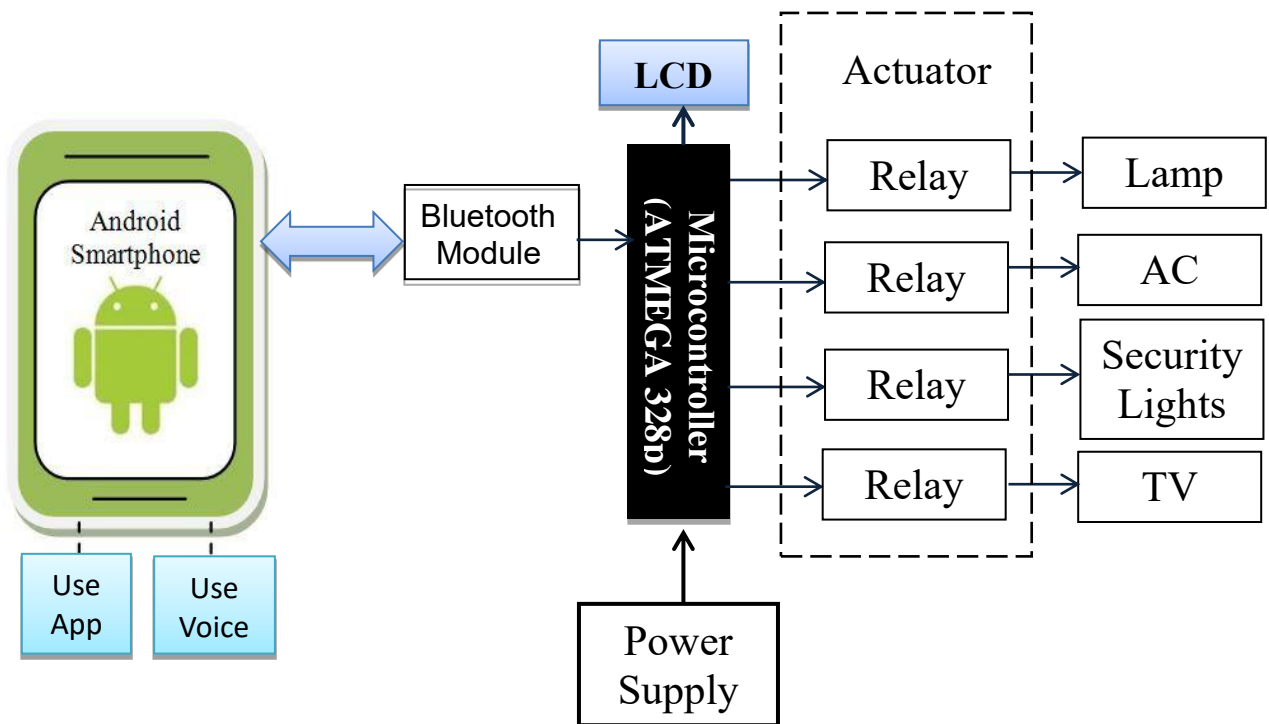 LCD
Actuator
Android
Smartphone
Bluetooth
Module
Microcontroller
(ATMEGA 328p)
Relay
Lamp
Relay
AC
Relay
Security
Lights
Relay
TV
Use
App
Use
Voice
Power
Supply